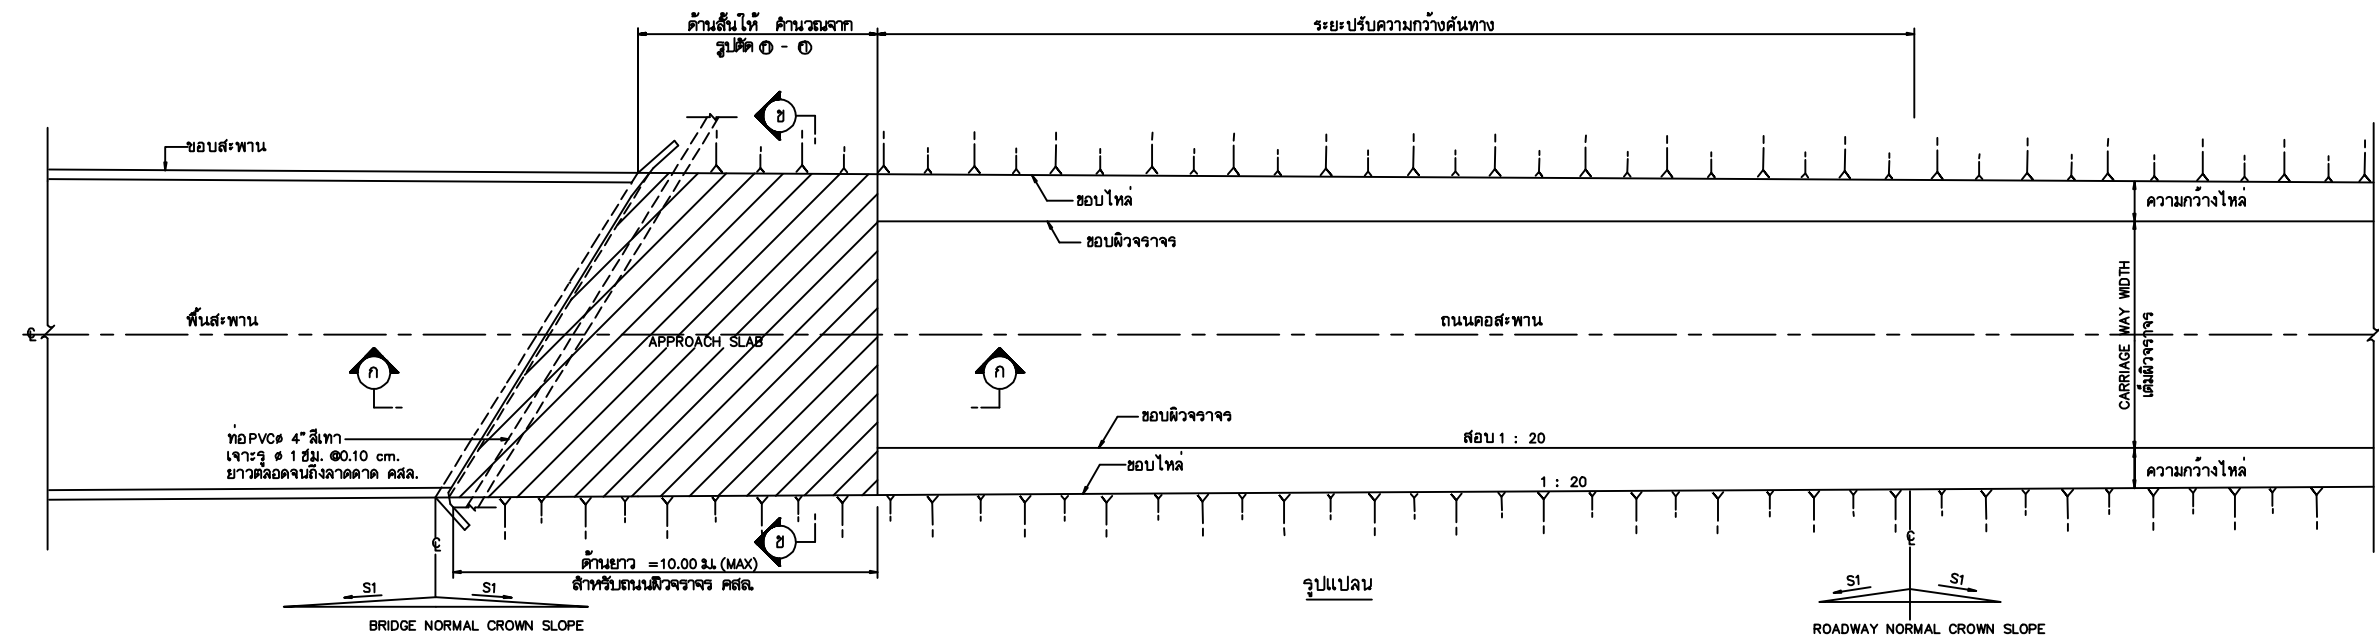 ด้านสั้นให้ คำนวณจาก
รูปตัด ก - ก
ระยะปรับความกว้างคันทาง
ข
ขอบสะพาน
ขอบไหล่
ความกว้างไหล่
ขอบผิวจราจร
พื้นสะพาน
ถนนคอสะพาน
℄
APPROACH SLAB
CARRIAGE WAY WIDTH
เต็มผิวจราจร
ก
ก
ขอบผิวจราจร
ท่อPVCø 4" สีเทา
เจาะรู ø 1 ซม. @0.10 cm.
ยาวตลอดจนถึงลาดดาด คสล.
สอบ 1 : 20
ขอบไหล่
ความกว้างไหล่
1 : 20
ข
℄
℄
ด้านยาว =10.00 ม. (MAX)
สำหรับถนนผิวจราจร คสล.
รูปแปลน
S1
S1
S1
S1
BRIDGE NORMAL CROWN SLOPE
ROADWAY NORMAL CROWN SLOPE